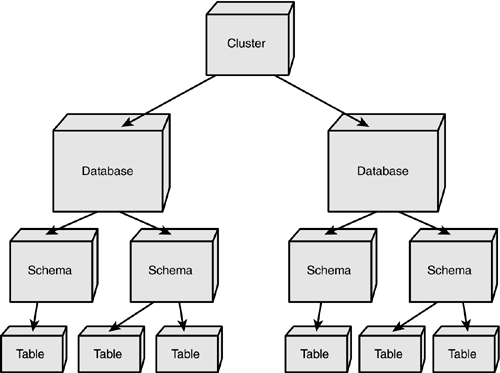 Cluster
Database
Database
Schema
Schema
Schema
Schema
Table
Table
Table
Table
Table
Table